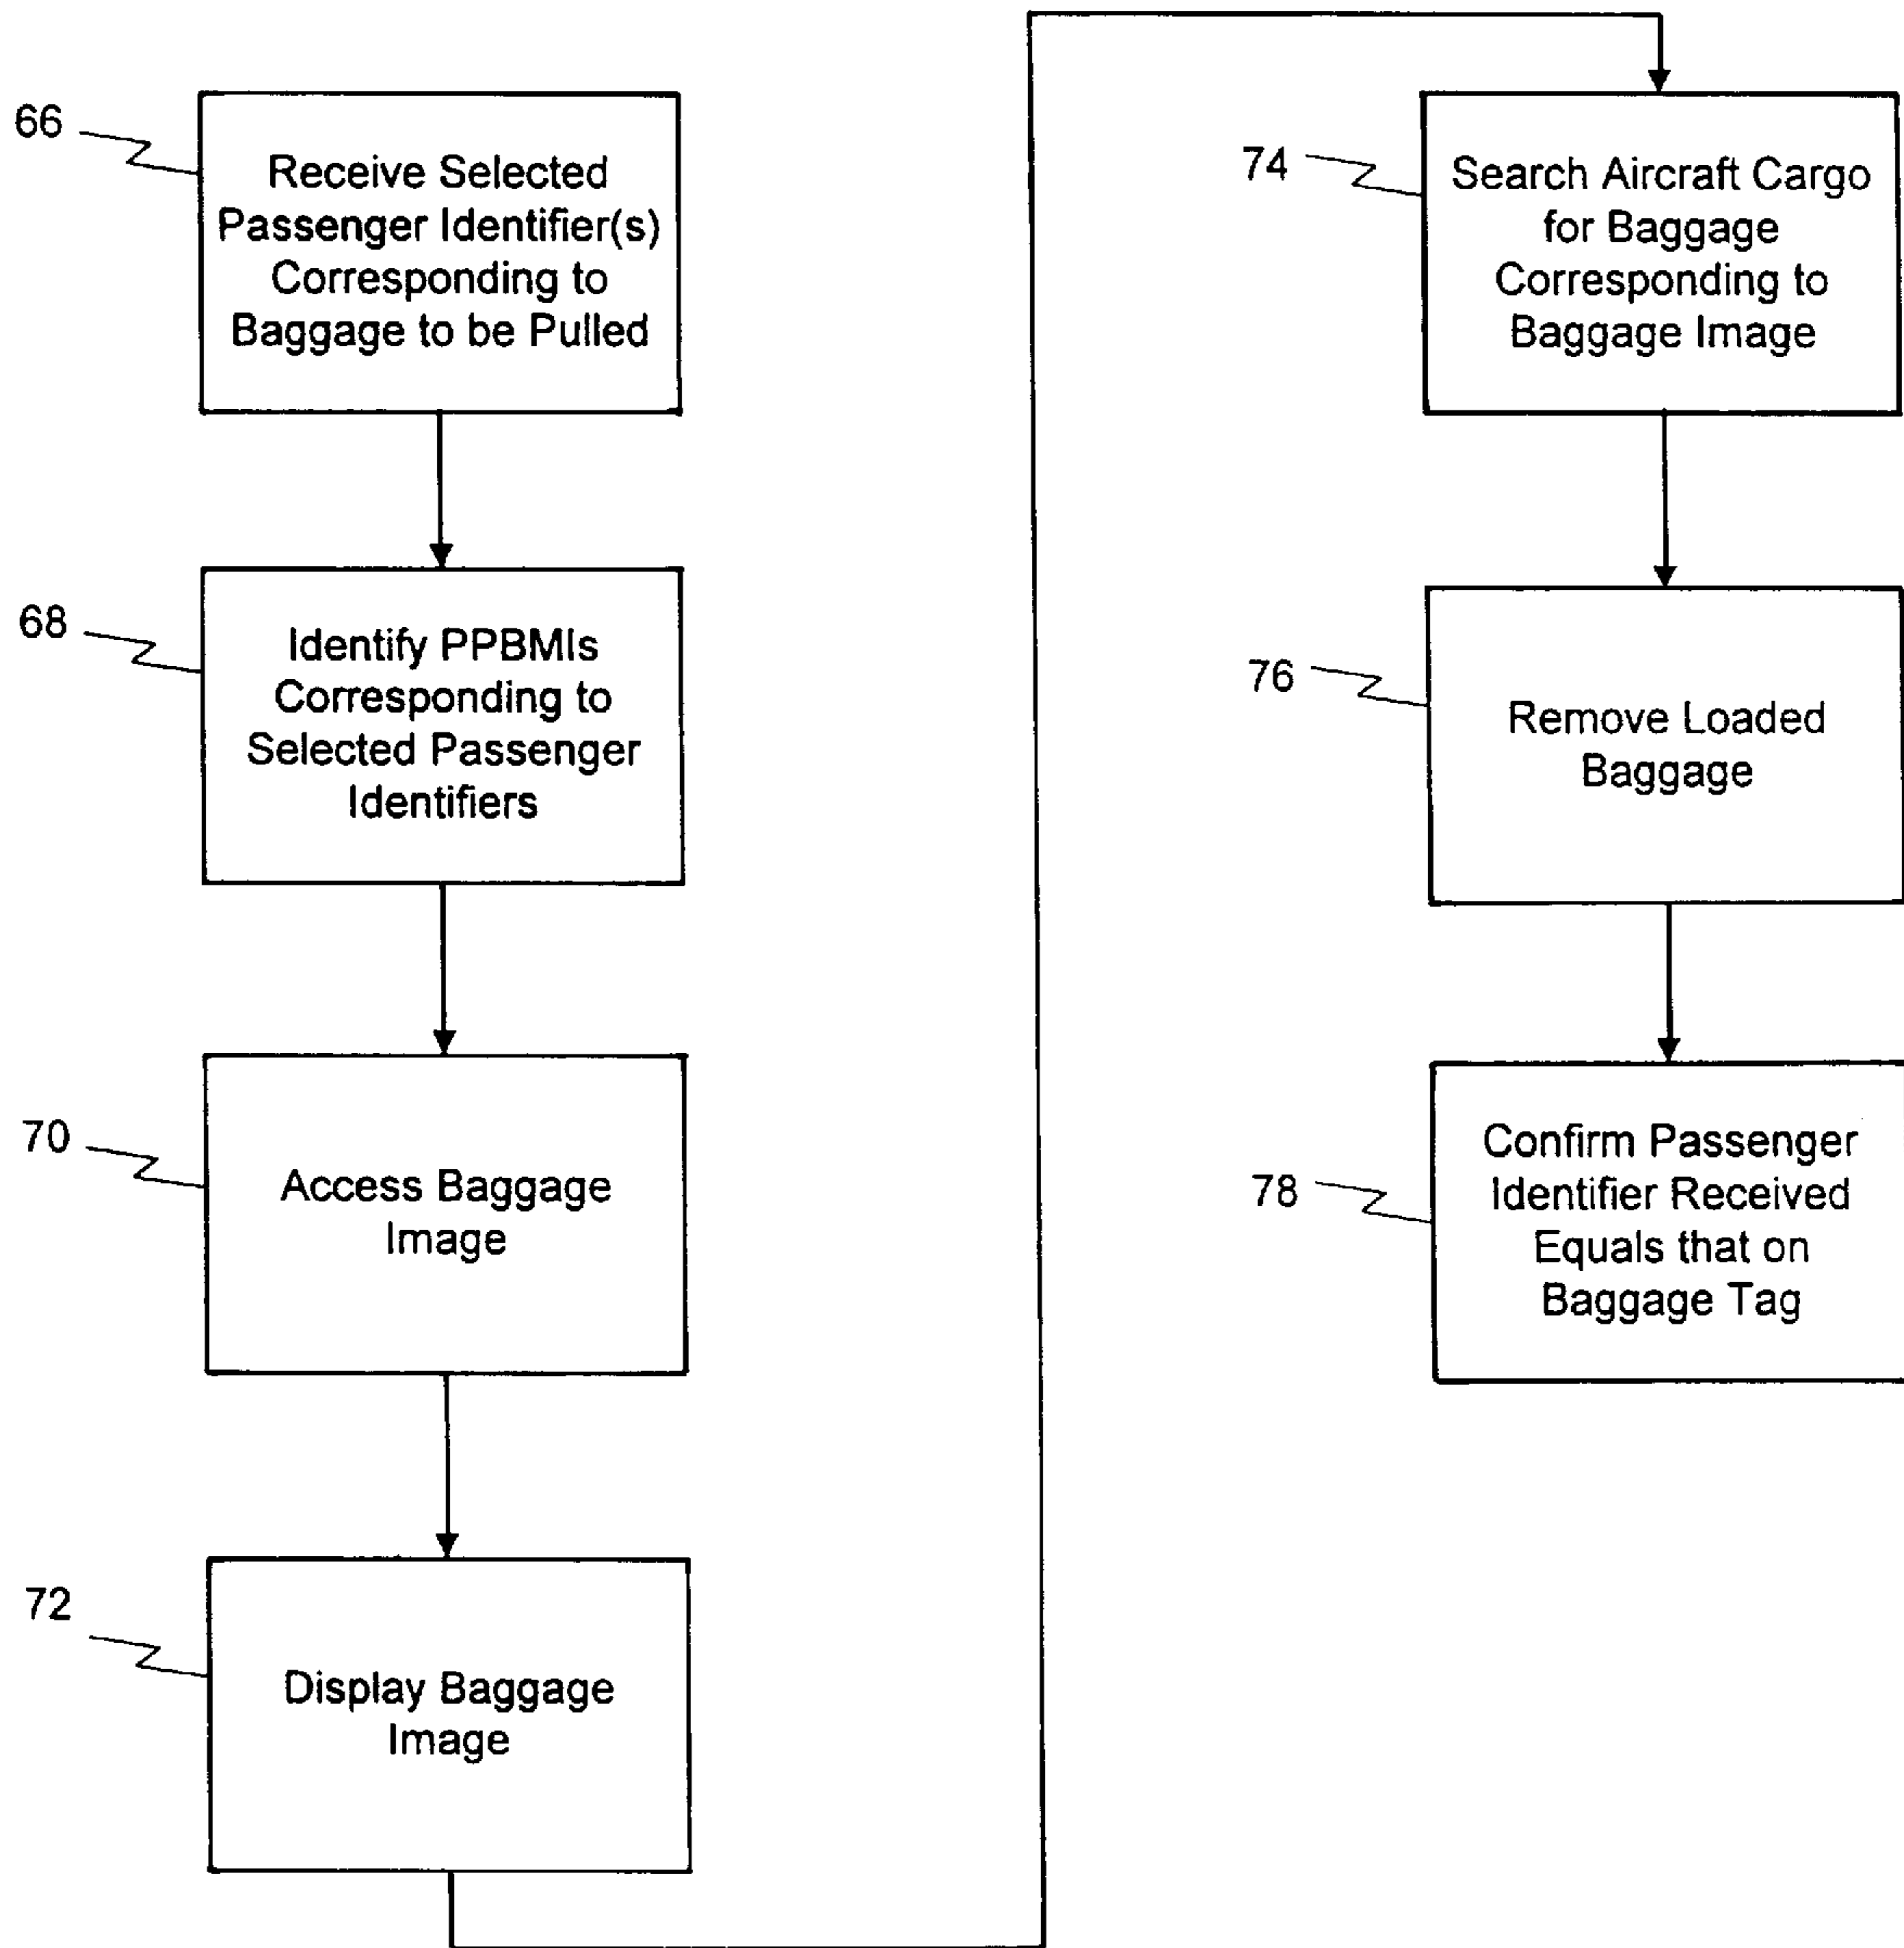 66
Receive Selected
Passenger Identifier(s)
Corresponding to
Baggage to be Pulled
68
Identify PPBMIs
Corresponding to
Selected Passenger
Identifiers
70
Access Baggage
Image
72
Display Baggage
Image
74
Search Aircraft Cargo
for Baggage
Corresponding to
Baggage Image
76
Remove Loaded
Baggage
78
Confirm Passenger
Identifier Received
Equals that on
Baggage Tag